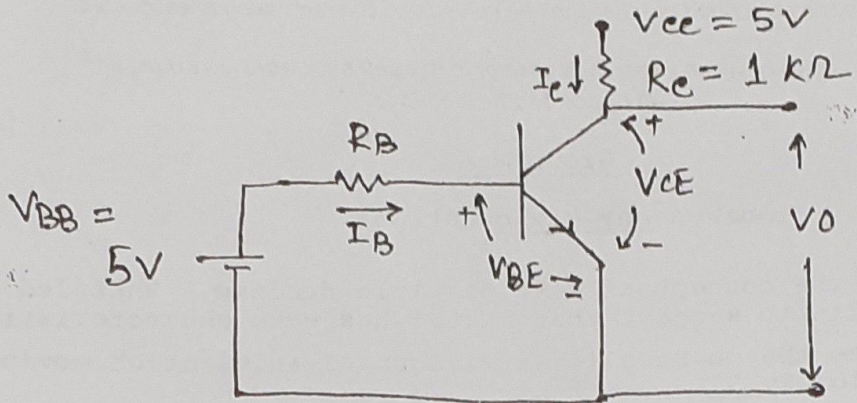 Vcc = 5V
Ic Rc = 1 KΩ
RB
+
VCE
VBB =
5V
IB
+
VBE
-
-
VO